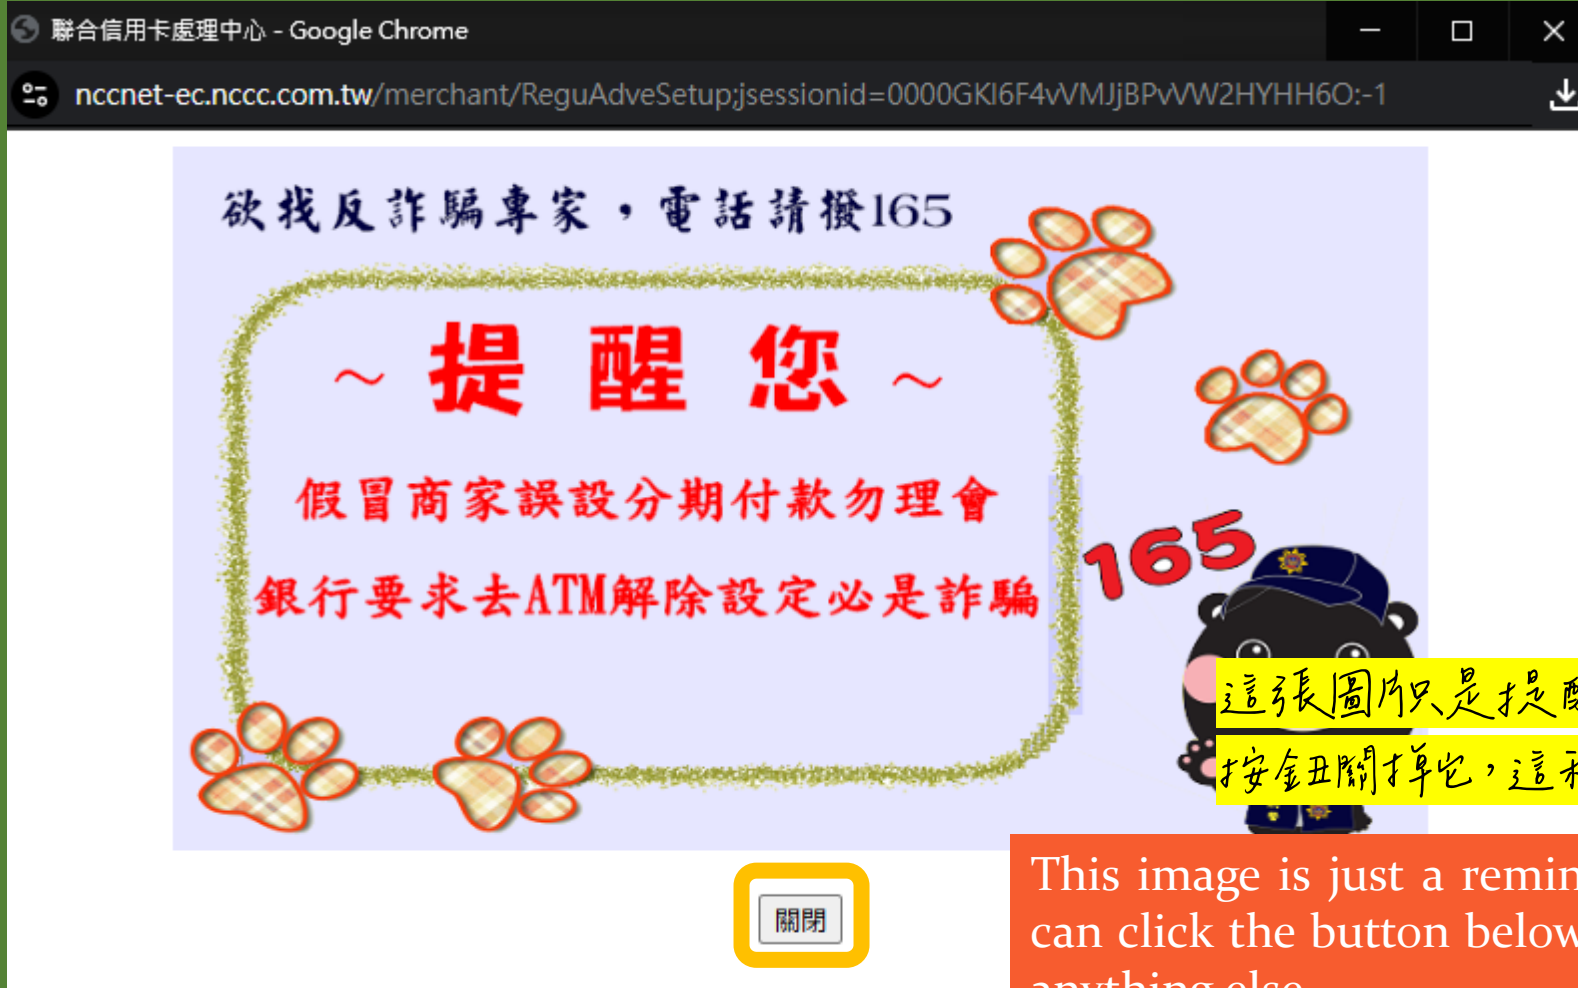 聯合信用卡處理中心 - Google Chrome
nccnet-ec.nccc.com.tw/merchant/ReguAdveSetup;jsessionid=0000GKI6F4vVMJjBPvVW2HYHH6O:-1
欲找反詐騙專家，電話請撥165
~ 提 醒 您 ~
假冒商家誤設分期付款勿理會
銀行要求去ATM解除設定必是詐騙
165
這張圖片只是提醒
按鈕關掉它，這
關閉
This image is just a remin
can click the button below
anything else